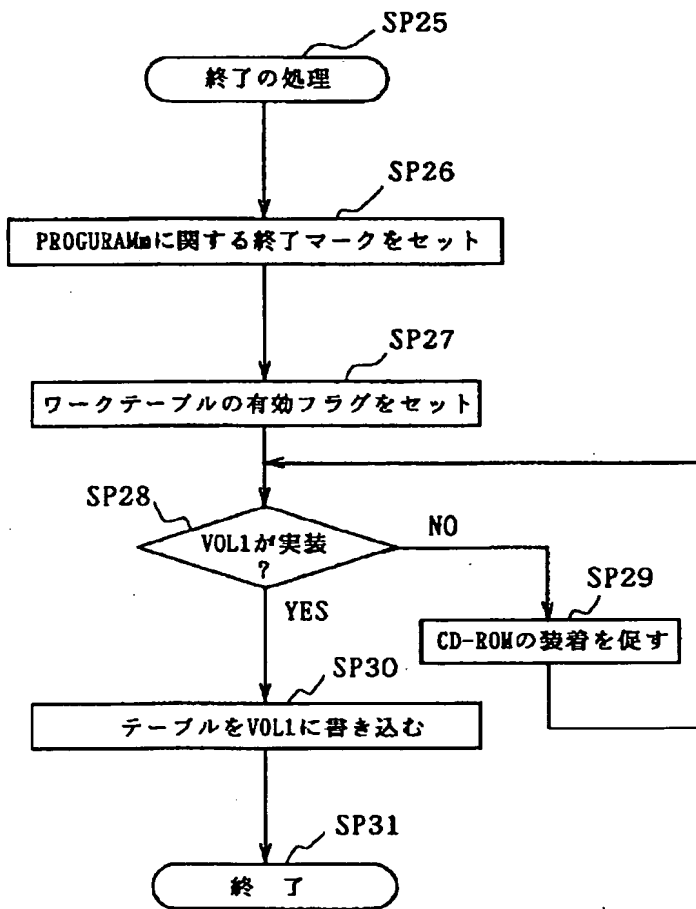 SP25
終了の処理
SP26
PROGURAMmに関する終了マークをセット
SP27
ワークテーブルの有効フラグをセット
SP28
VOL1が実装
?
NO
YES
SP29
CD-ROMの装着を促す
SP30
テーブルをVOL1に書き込む
SP31
終 了